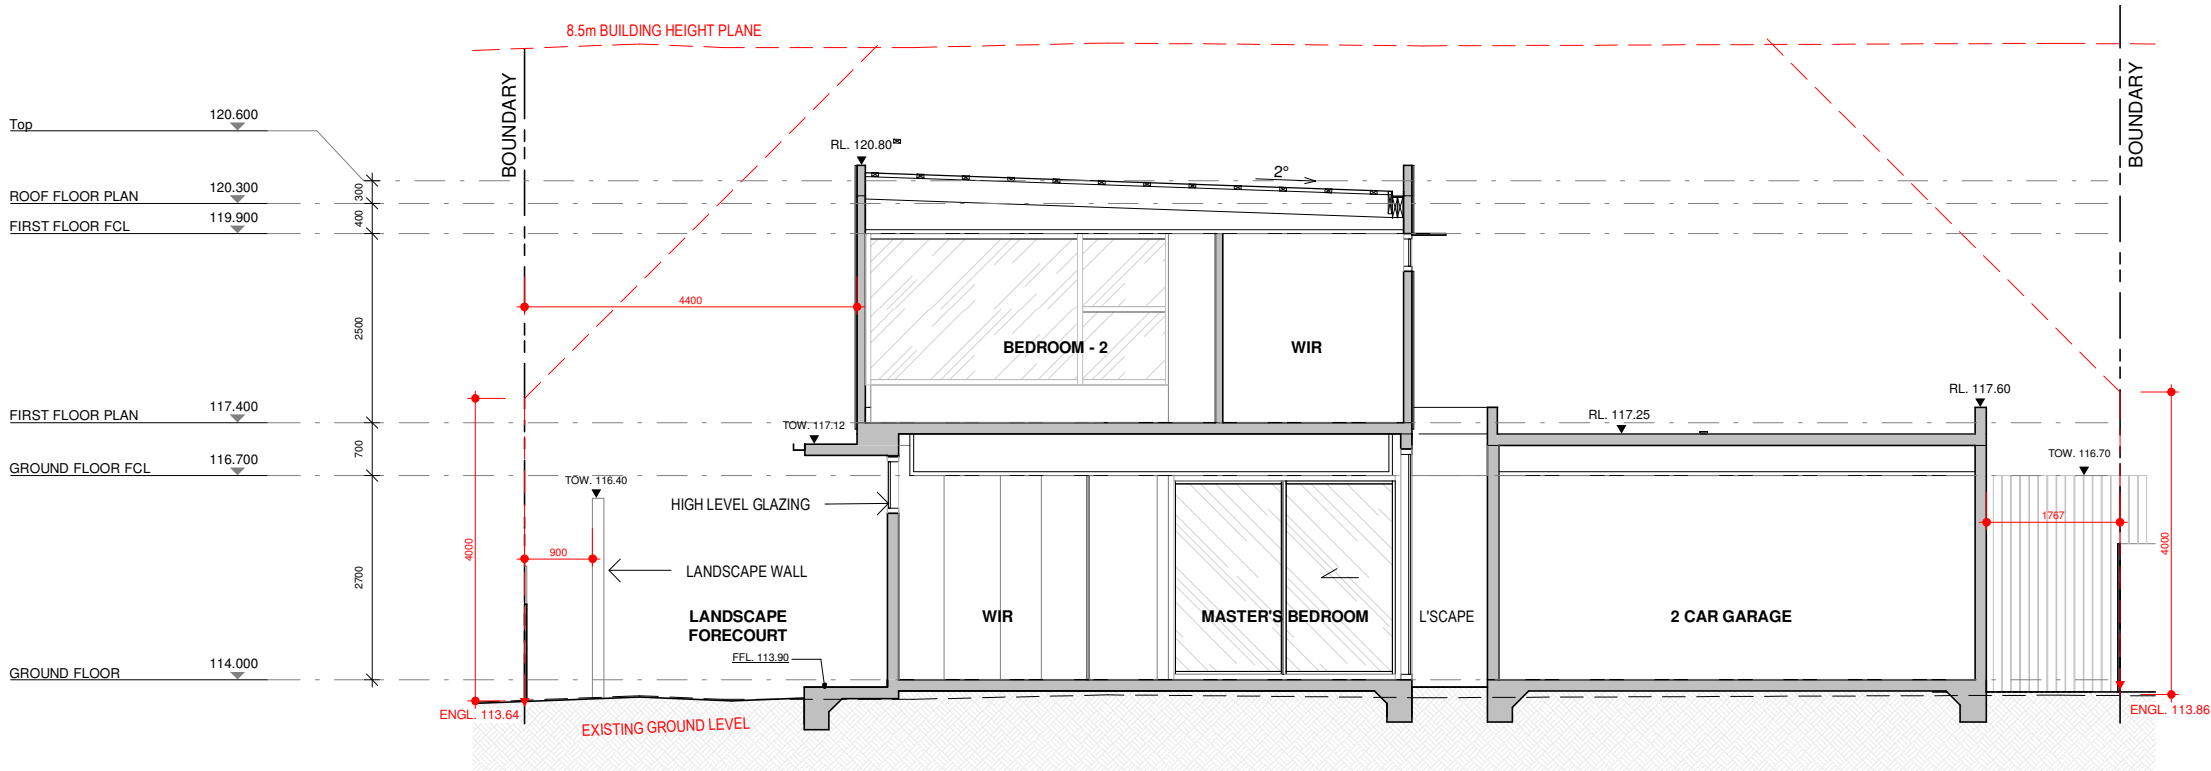 8.5m BUILDING HEIGHT PLANE
BOUNDARY
BOUNDARY
Top
120.600
RL. 120.80
2°
ROOF FLOOR PLAN
120.300
300
FIRST FLOOR FCL
119.900
400
4400
2500
BEDROOM - 2
WIR
FIRST FLOOR PLAN
117.400
RL. 117.60
RL. 117.25
TOW. 117.12
700
GROUND FLOOR FCL
116.700
TOW. 116.70
TOW. 116.40
HIGH LEVEL GLAZING
1767
4000
900
4000
LANDSCAPE WALL
2700
LANDSCAPE
FORECOURT
WIR
MASTER'S BEDROOM
L'SCAPE
2 CAR GARAGE
FFL. 113.90
GROUND FLOOR
114.000
ENGL. 113.64
ENGL. 113.86
EXISTING GROUND LEVEL